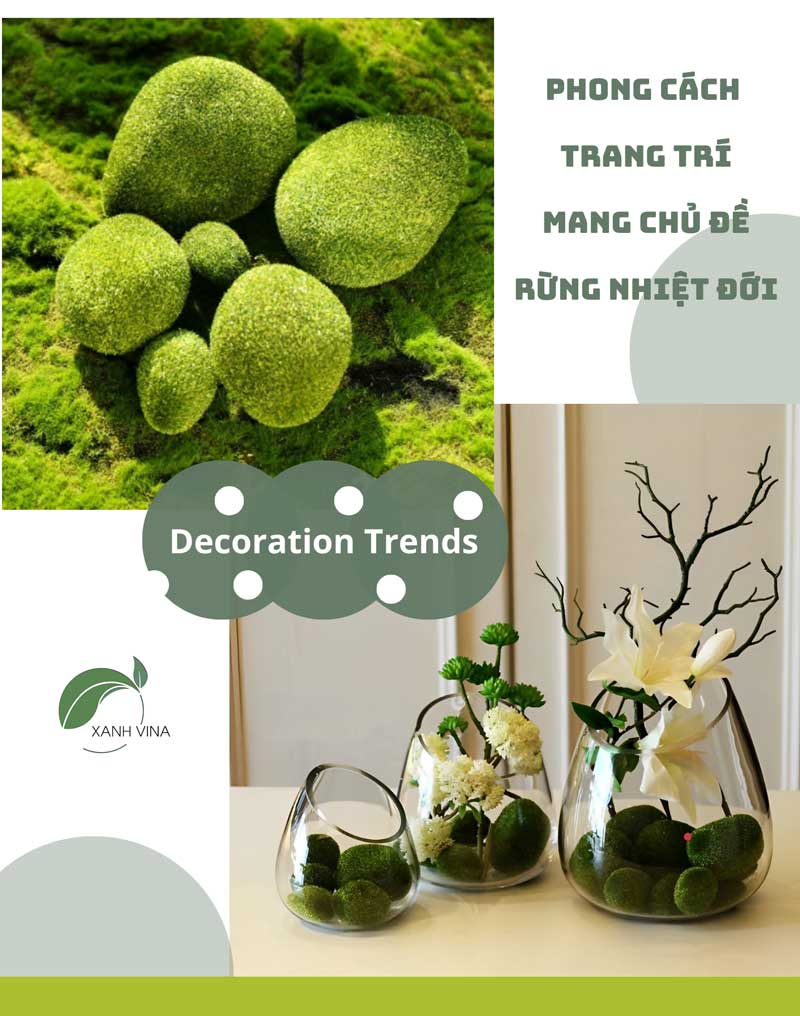 PHONG CÁCH
TRANG TRÍ
MANG CHỦ ĐỀ
RỪNG NHIỆT ĐỚI
Decoration Trends
XANH VINA